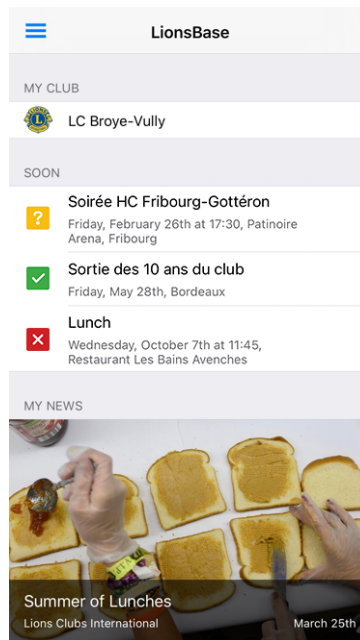 LionsBase
MY CLUB
LC Broye-Vully
SOON
?
Soirée HC Fribourg-Gottéron
Friday, February 26th at 17:30, Patinoire
Arena, Fribourg
Sortie des 10 ans du club
Friday, May 28th, Bordeaux
Lunch
Wednesday, October 7th at 11:45,
Restaurant Les Bains Avenches
MY NEWS
Summer of Lunches
Lions Clubs International
March 25th